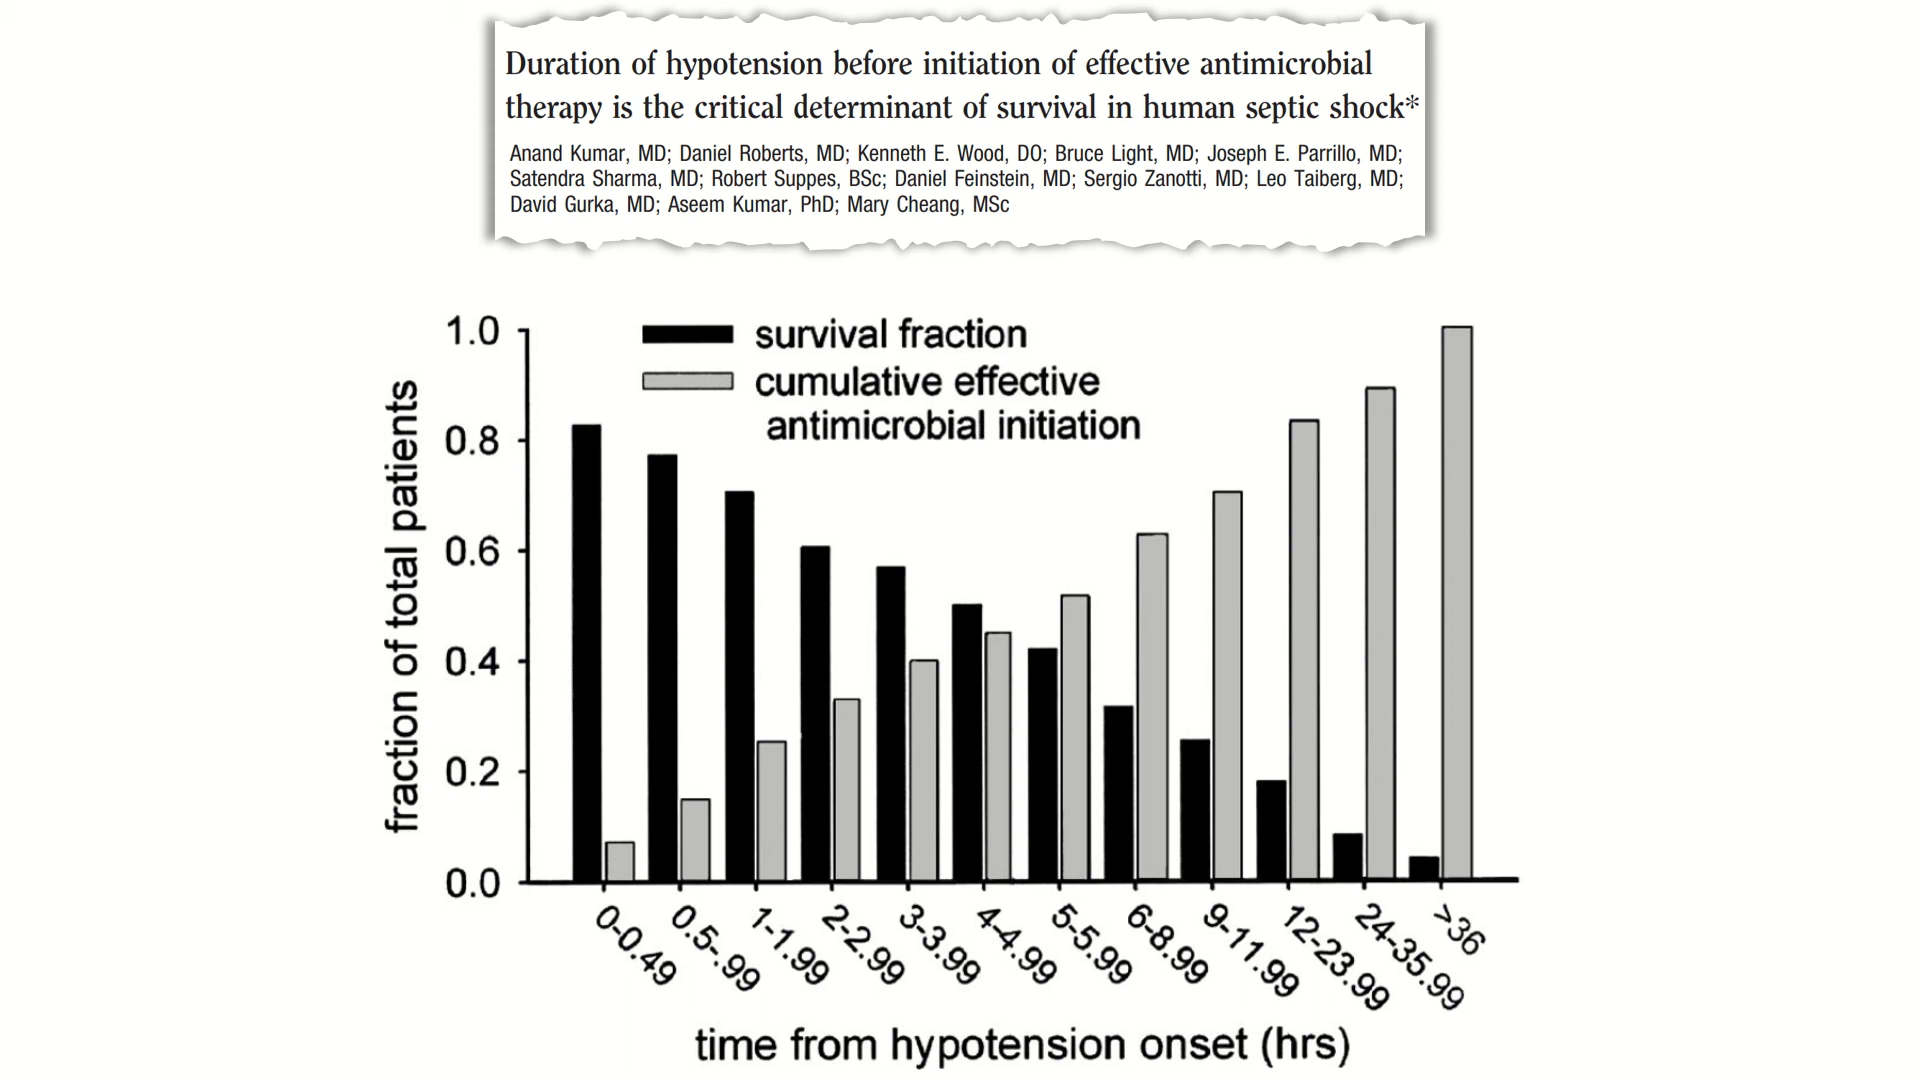 Duration of hypotension before initiation of effective antimicrobial
therapy is the critical determinant of survival in human septic shock*
Anand Kumar, MD; Daniel Roberts, MD; Kenneth E. Wood, DO; Bruce Light, MD; Joseph E. Parrillo, MD;
Satendra Sharma, MD; Robert Suppes, BSc; Daniel Feinstein, MD; Sergio Zanotti, MD; Leo Taiberg, MD;
David Gurka, MD; Aseem Kumar, PhD; Mary Cheang, MSc
survival fraction
cumulative effective
antimicrobial initiation
fraction of total patients
1.0
0.8
0.6
0.4
0.2
0.0
0-0.49
0.5-.99
1-1.99
2-2.99
3-3.99
4-4.99
5-5.99
6-8.99
9-11.99
12-23.99
24-35.99
>36
time from hypotension onset (hrs)